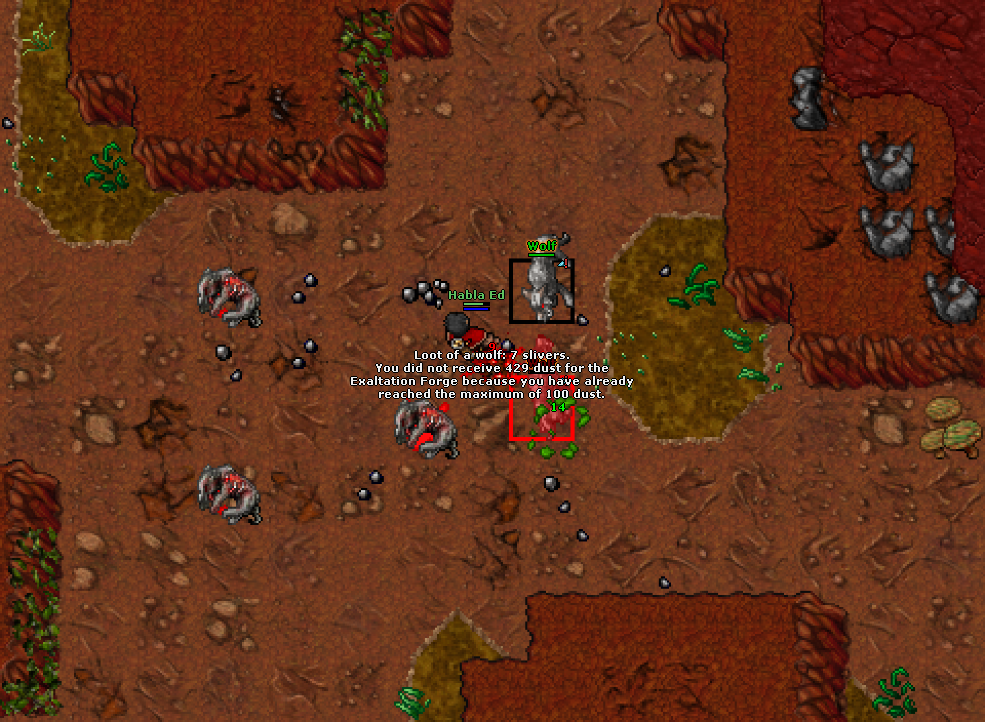 Wolf
Habla Ed
Loot of a wolf: 7 slivers.
You did not receive 429 dust for the
Exaltation Forge because you have already
reached the maximum of 100 dust.
14